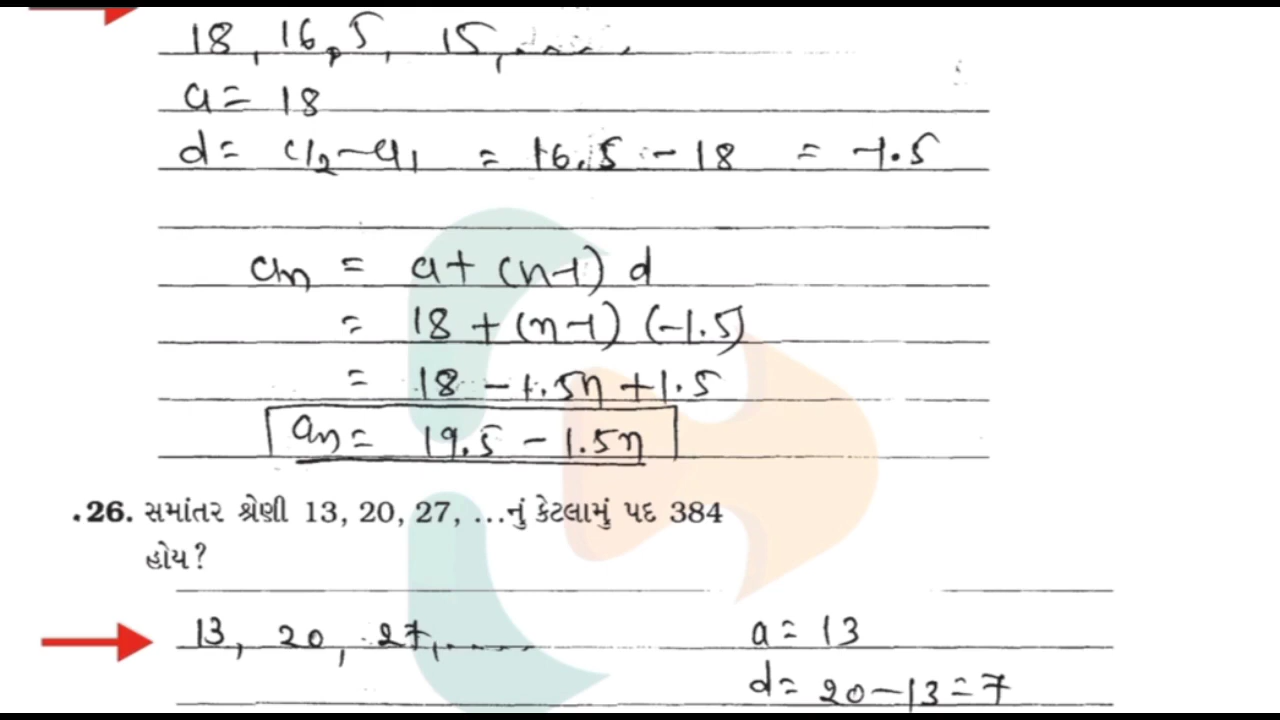 18, 16.5, 15, .....
a = 18
d = a2 - a1 = 16.5 - 18 = -1.5
an = a + (n-1) d
= 18 + (n-1) (-1.5)
= 18 - 1.5n + 1.5
an = 19.5 - 1.5n
.26. સમાંતર શ્રેણી 13, 20, 27, ...નું કેટલામું પદ 384
હોય?
13, 20, 27, ...... a = 13
d = 20 - 13 = 7